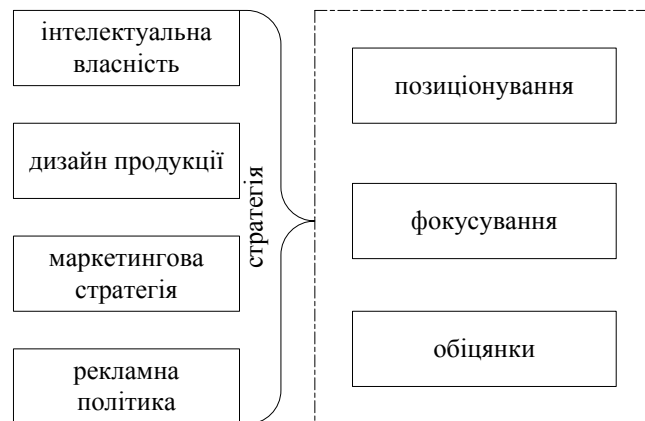 інтелектуальна
власність
дизайн продукції
маркетингова
стратегія
рекламна
політика
стратегія
позиціонування
фокусування
обіцянки